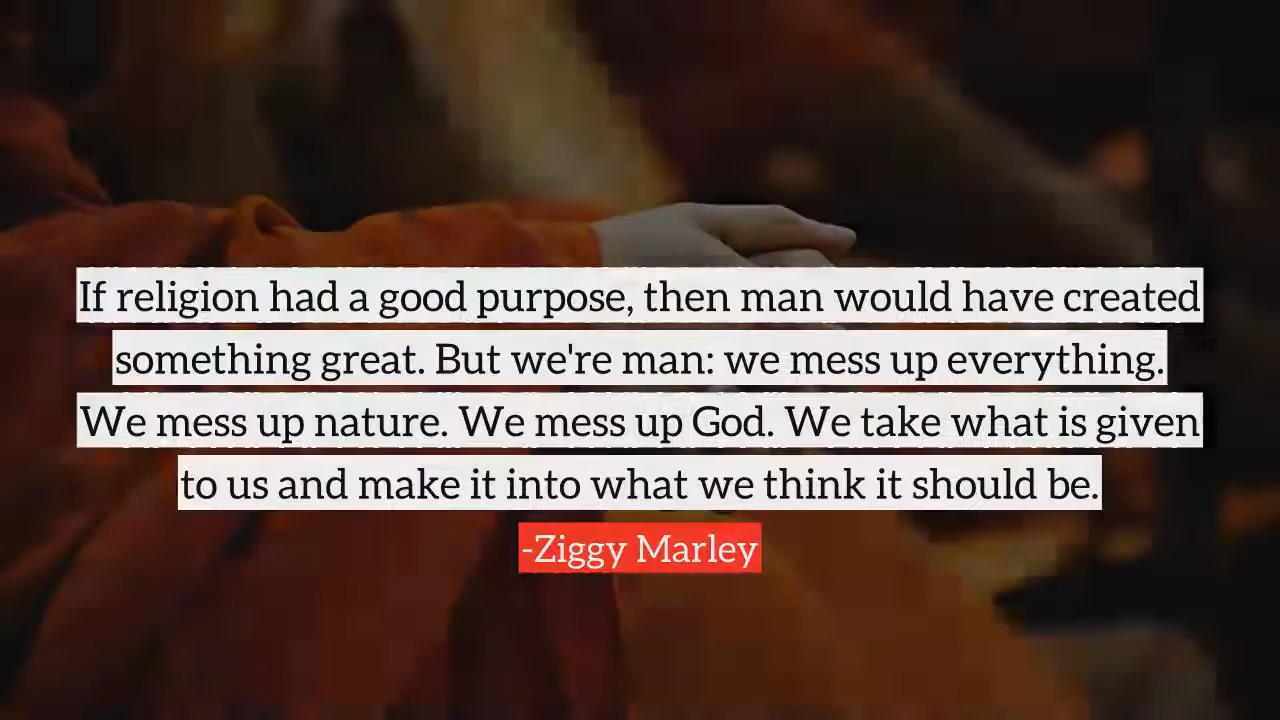 If religion had a good purpose, then man would have created
something great. But we're man: we mess up everything.
We mess up nature. We mess up God. We take what is given
to us and make it into what we think it should be.
-Ziggy Marley